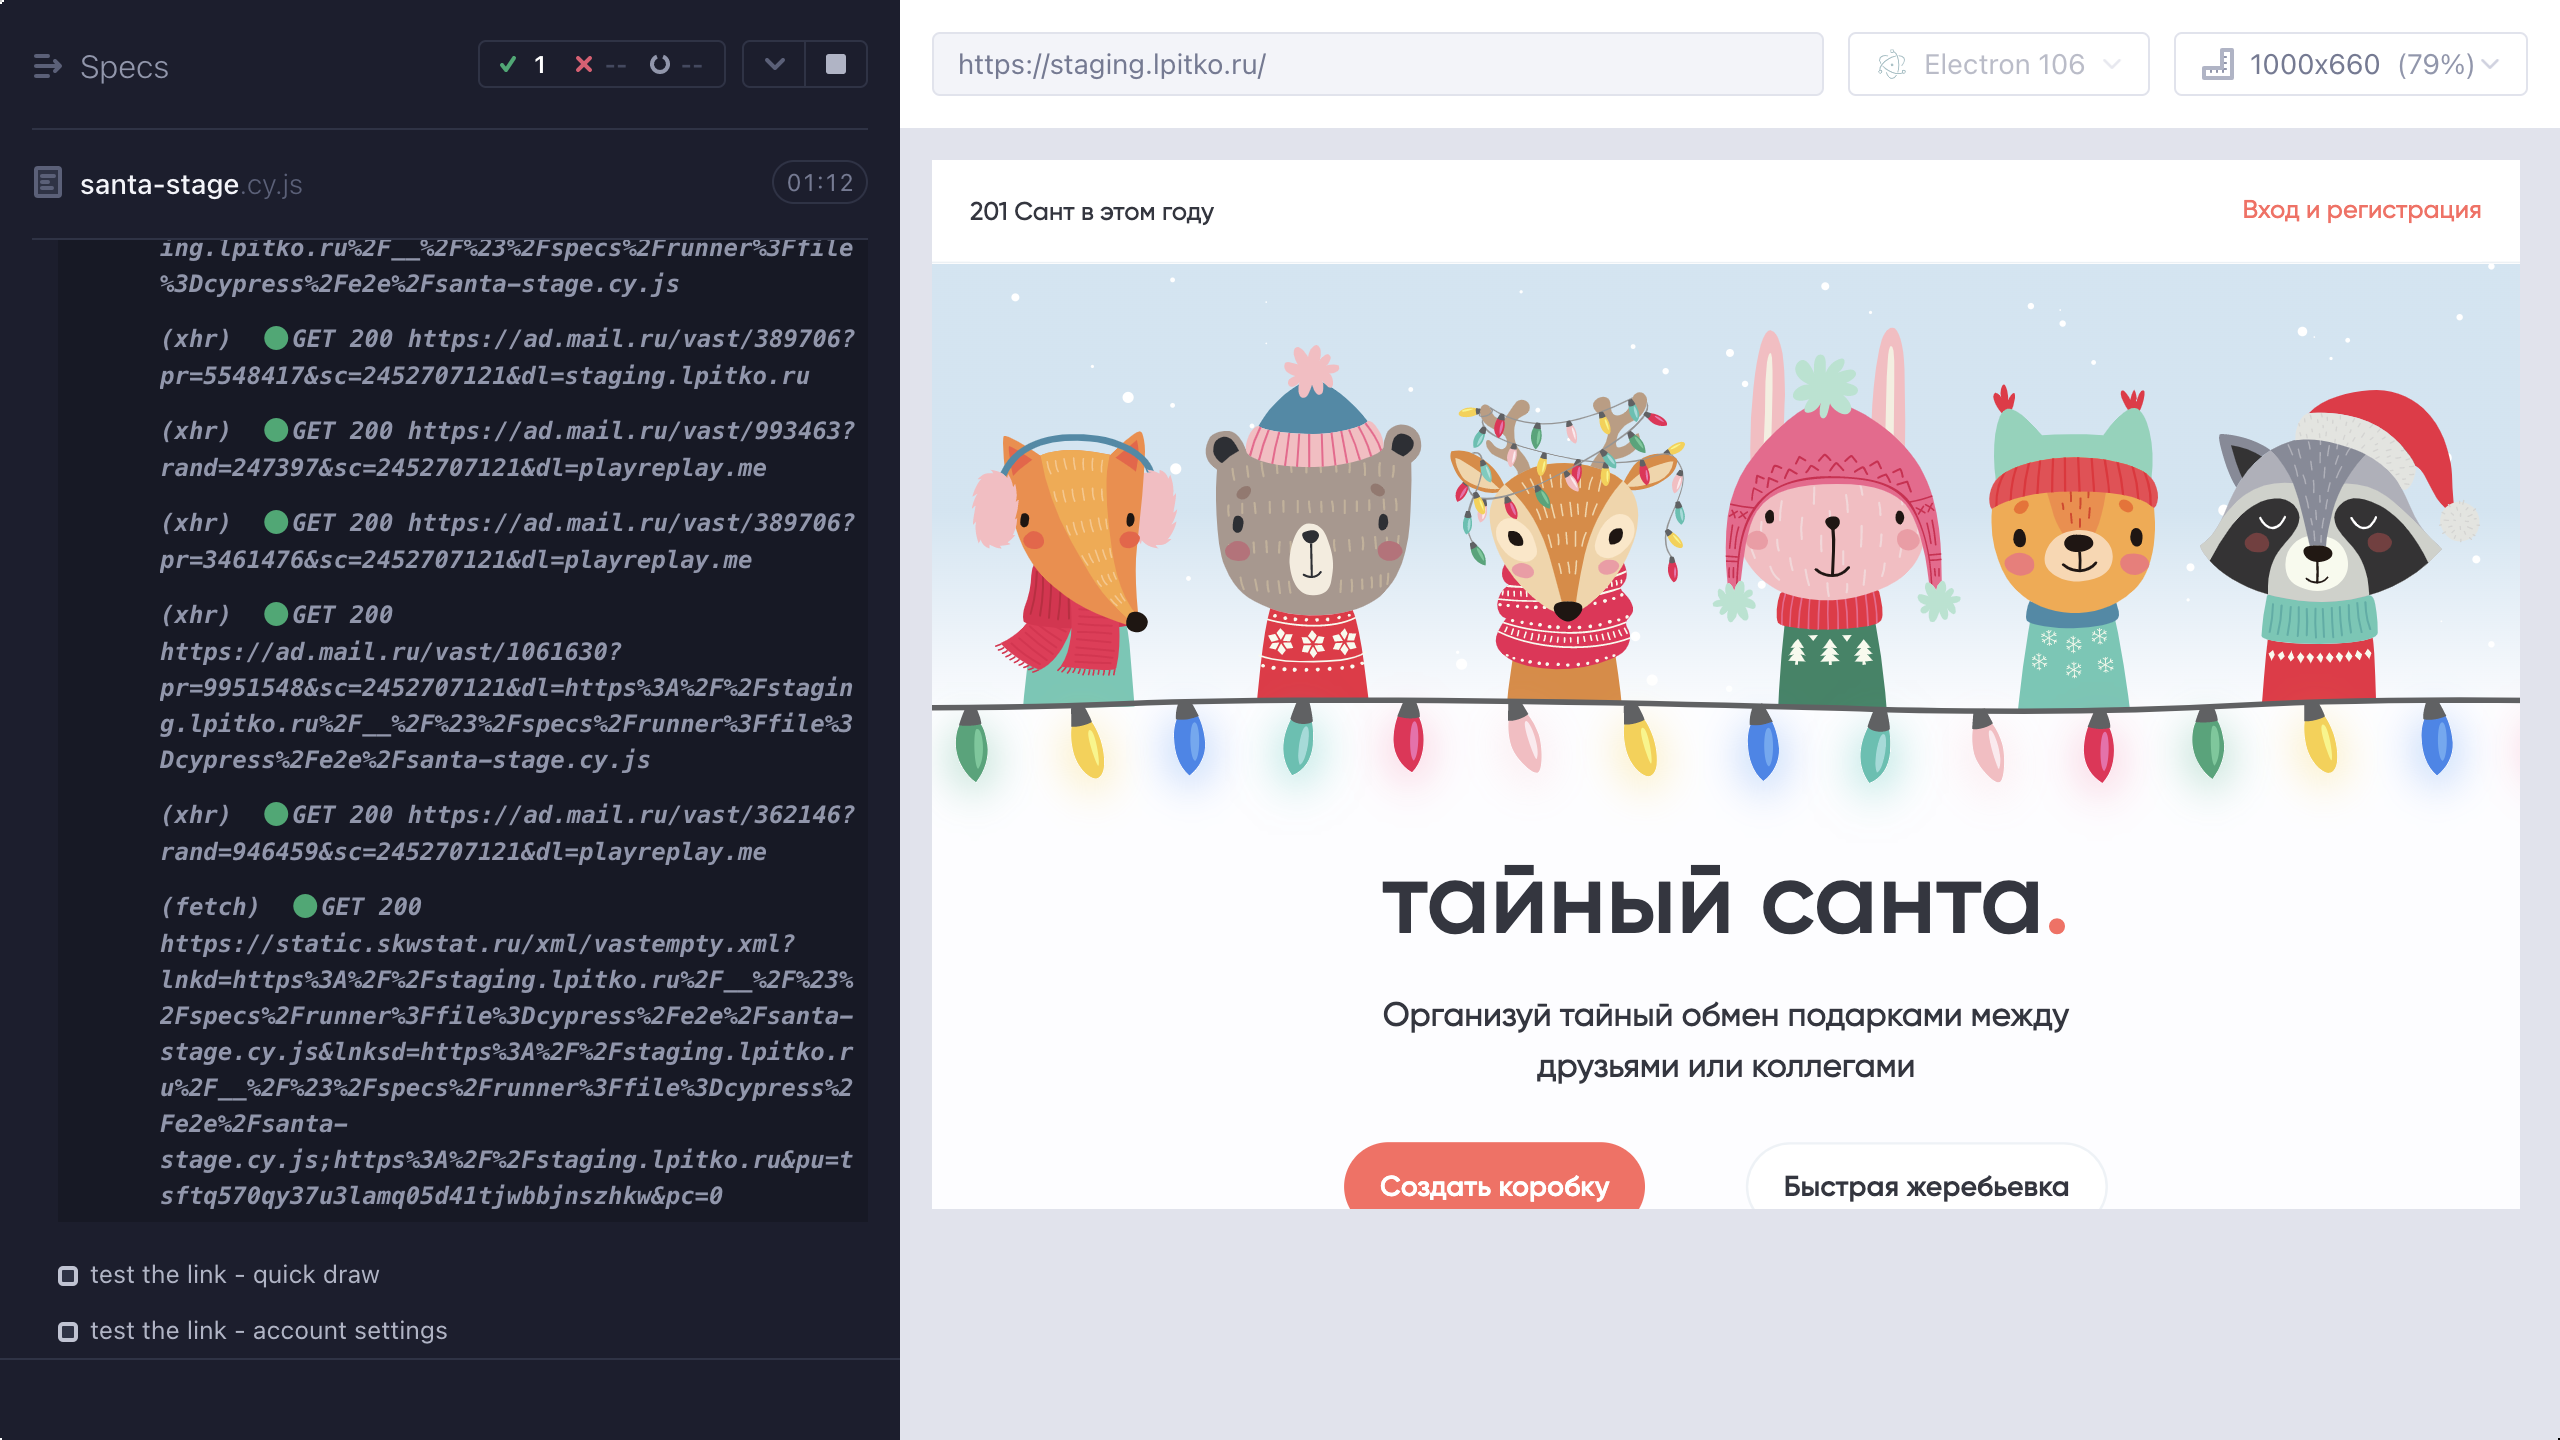 Specs
1
--
--
santa-stage.cy.js
01:12
ing.lpitko.ru%2F__%2F%23%2Fspecs%2Frunner%3Ffile
%3Dcypress%2Fe2e%2Fsanta-stage.cy.js
(xhr) GET 200 https://ad.mail.ru/vast/389706?
pr=5548417&sc=2452707121&dl=staging.lpitko.ru
(xhr) GET 200 https://ad.mail.ru/vast/993463?
rand=247397&sc=2452707121&dl=playreplay.me
(xhr) GET 200 https://ad.mail.ru/vast/389706?
pr=3461476&sc=2452707121&dl=playreplay.me
(xhr) GET 200
https://ad.mail.ru/vast/1061630?
pr=9951548&sc=2452707121&dl=https%3A%2F%2Fstagin
g.lpitko.ru%2F__%2F%23%2Fspecs%2Frunner%3Ffile%3
Dcypress%2Fe2e%2Fsanta-stage.cy.js
(xhr) GET 200 https://ad.mail.ru/vast/362146?
rand=946459&sc=2452707121&dl=playreplay.me
(fetch) GET 200
https://static.skwstat.ru/xml/vastempty.xml?
lnkd=https%3A%2F%2Fstaging.lpitko.ru%2F__%2F%23%
2Fspecs%2Frunner%3Ffile%3Dcypress%2Fe2e%2Fsanta-
stage.cy.js&lnksd=https%3A%2F%2Fstaging.lpitko.r
u%2F__%2F%23%2Fspecs%2Frunner%3Ffile%3Dcypress%2
Fe2e%2Fsanta-
stage.cy.js;https%3A%2F%2Fstaging.lpitko.ru&pu=t
sftq570qy37u3lamq05d41tjwbbjnszhkw&pc=0
test the link - quick draw
test the link - account settings
https://staging.lpitko.ru/
Electron 106
1000x660 (79%)
201 Сант в этом году
Вход и регистрация
тайный санта.
Организуй тайный обмен подарками между
друзьями или коллегами
Создать коробку
Быстрая жеребьевка